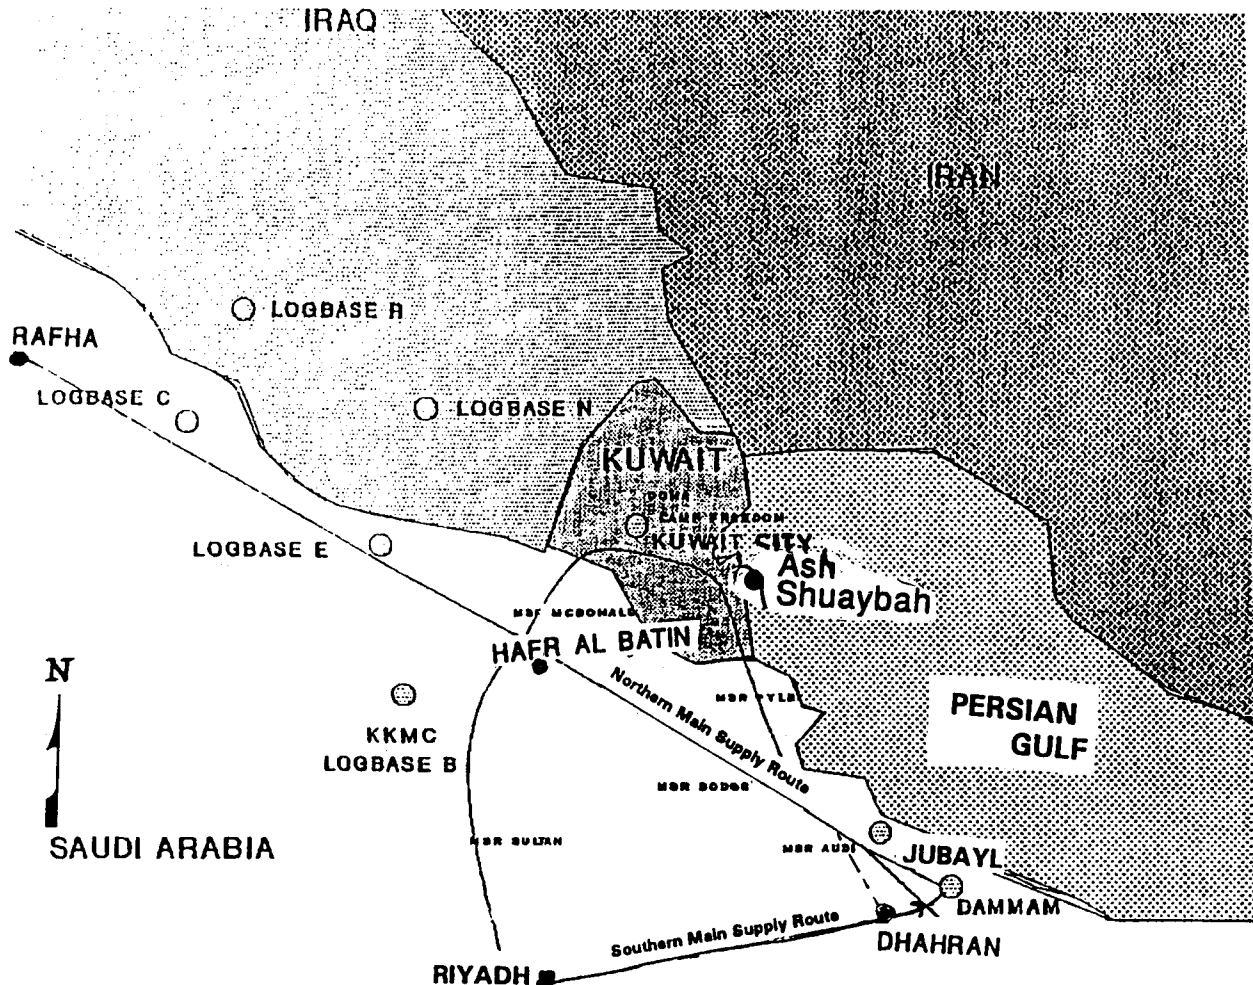 IRAQ
IRAN
LOGBASE R
RAFHA
LOGBASE C
LOGBASE N
KUWAIT
DOHA
CAMP FREEDOM
KUWAIT CITY
LOGBASE E
Ash
Shuaybah
MSR MCDONALD
HAFR AL BATIN
N
Northern Main Supply Route
MSR PYLE
PERSIAN
GULF
KKMC
LOGBASE B
MSR DODGE
SAUDI ARABIA
MSR SULTAN
MSR AUDI
JUBAYL
DAMMAM
Southern Main Supply Route
DHAHRAN
RIYADH